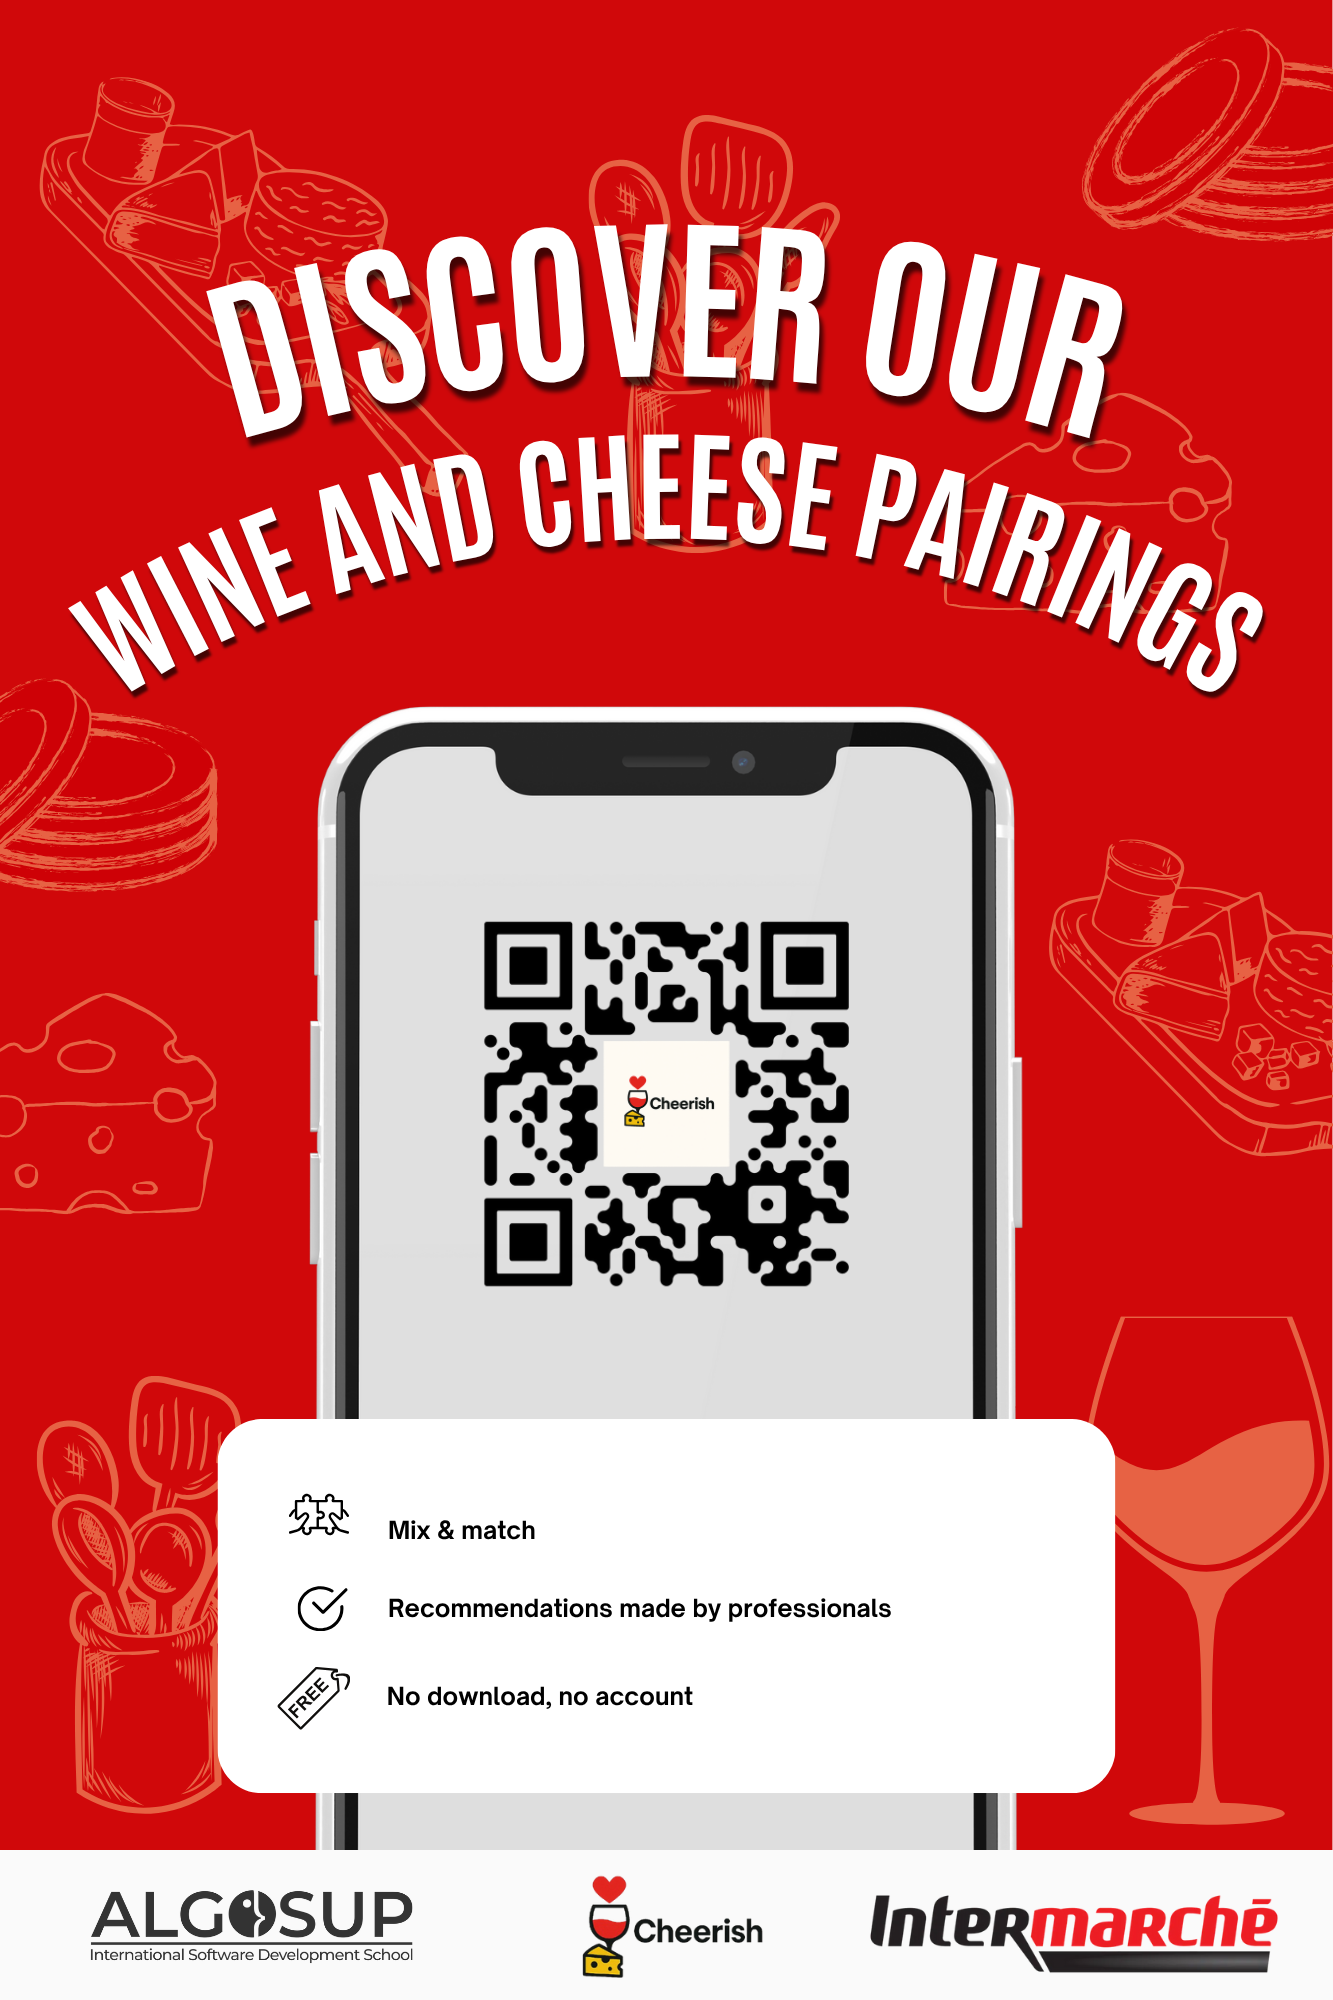 DISCOVER OUR
WINE AND CHEESE PAIRINGS
Cheerish
Mix & match
Recommendations made by professionals
FREE
No download, no account
ALGOSUP
International Software Development School
Cheerish
Intermarchē